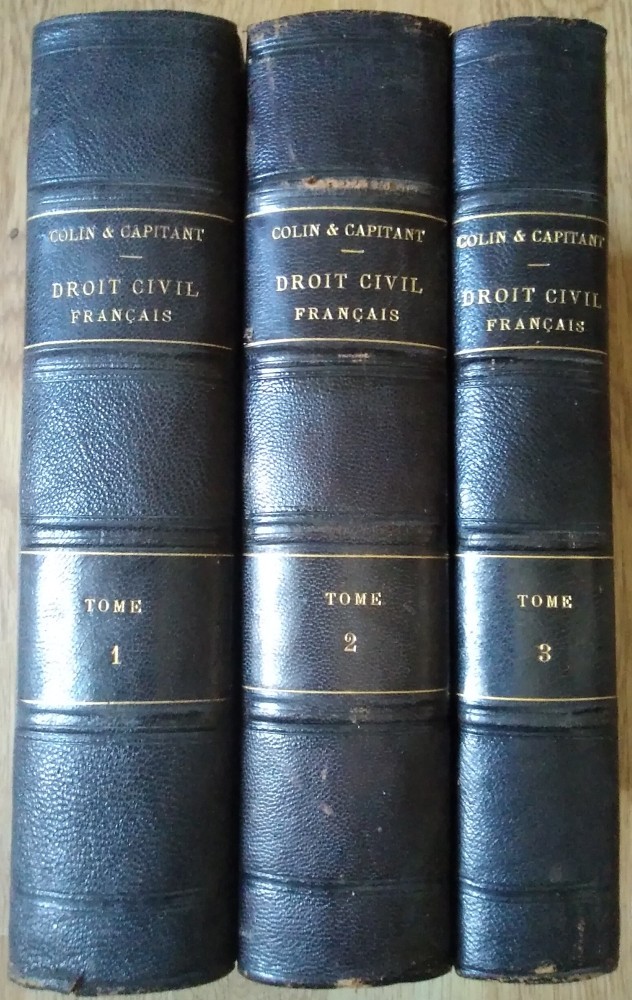 COLIN & CAPITANT
DROIT CIVIL
FRANÇAIS
TOME
1
COLIN & CAPITANT
DROIT CIVIL
FRANÇAIS
TOME
2
COLIN & CAPITANT
DROIT CIVIL
FRANÇAIS
TOME
3